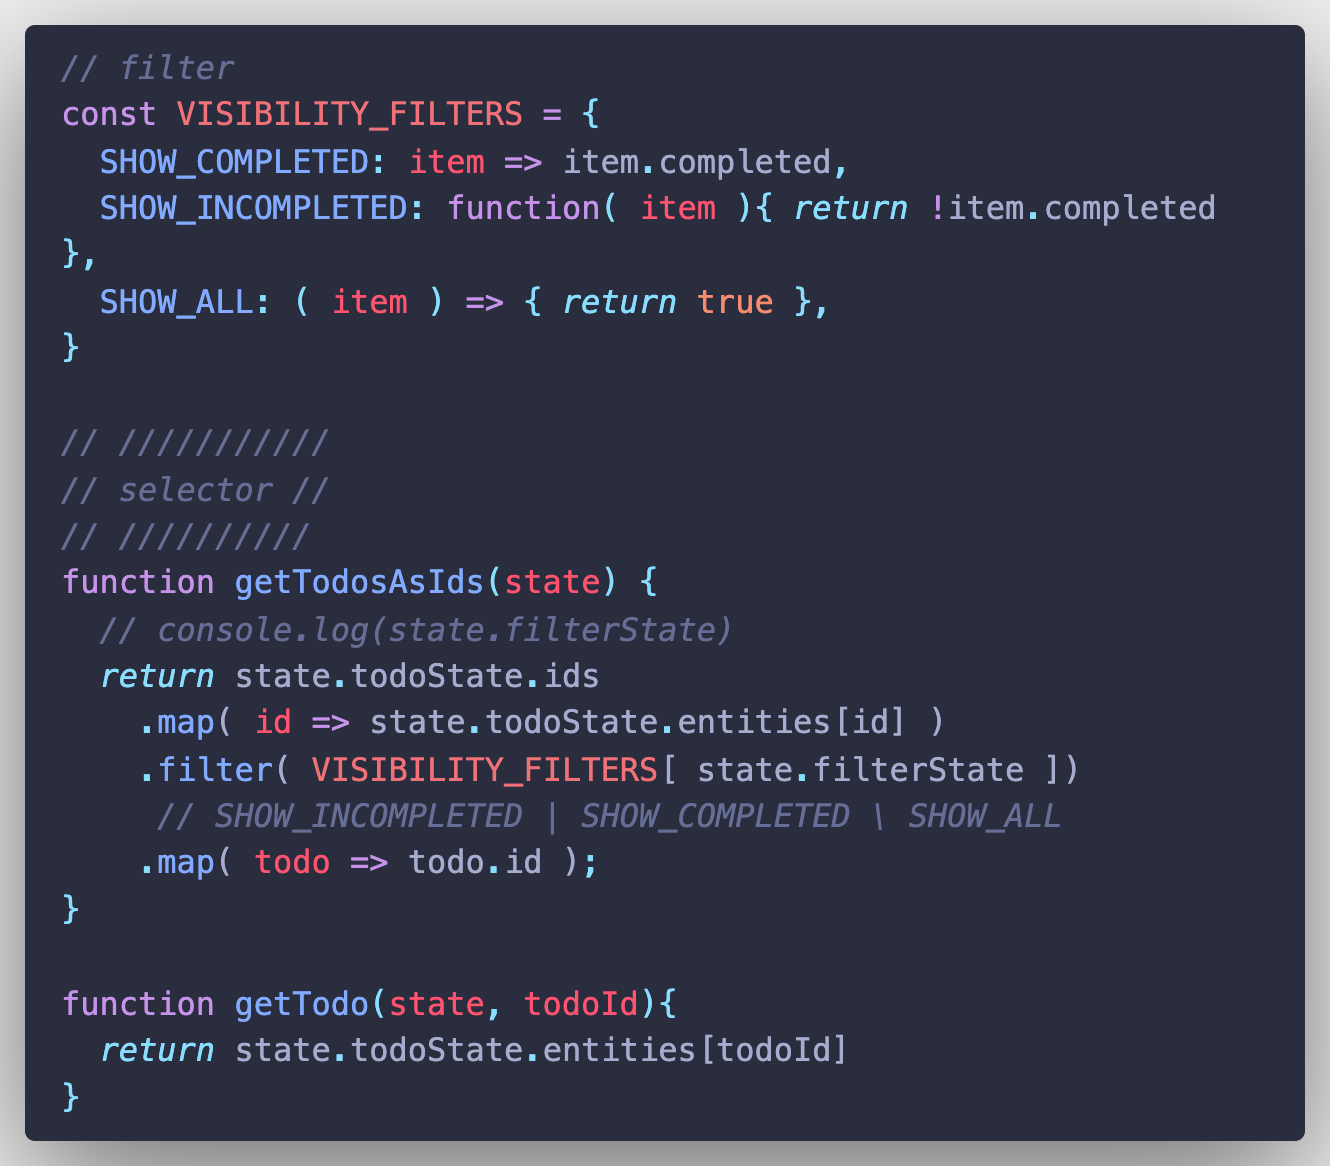 // filter
const VISIBILITY_FILTERS = {
  SHOW_COMPLETED: item => item.completed,
  SHOW_INCOMPLETED: function( item ){ return !item.completed
},
  SHOW_ALL: ( item ) => { return true },
}

// ///////////
// selector //
// //////////
function getTodosAsIds(state) {
  // console.log(state.filterState)
  return state.todoState.ids
    .map( id => state.todoState.entities[id] )
    .filter( VISIBILITY_FILTERS[ state.filterState ])
     // SHOW_INCOMPLETED | SHOW_COMPLETED \ SHOW_ALL
    .map( todo => todo.id );
}

function getTodo(state, todoId){
  return state.todoState.entities[todoId]
}